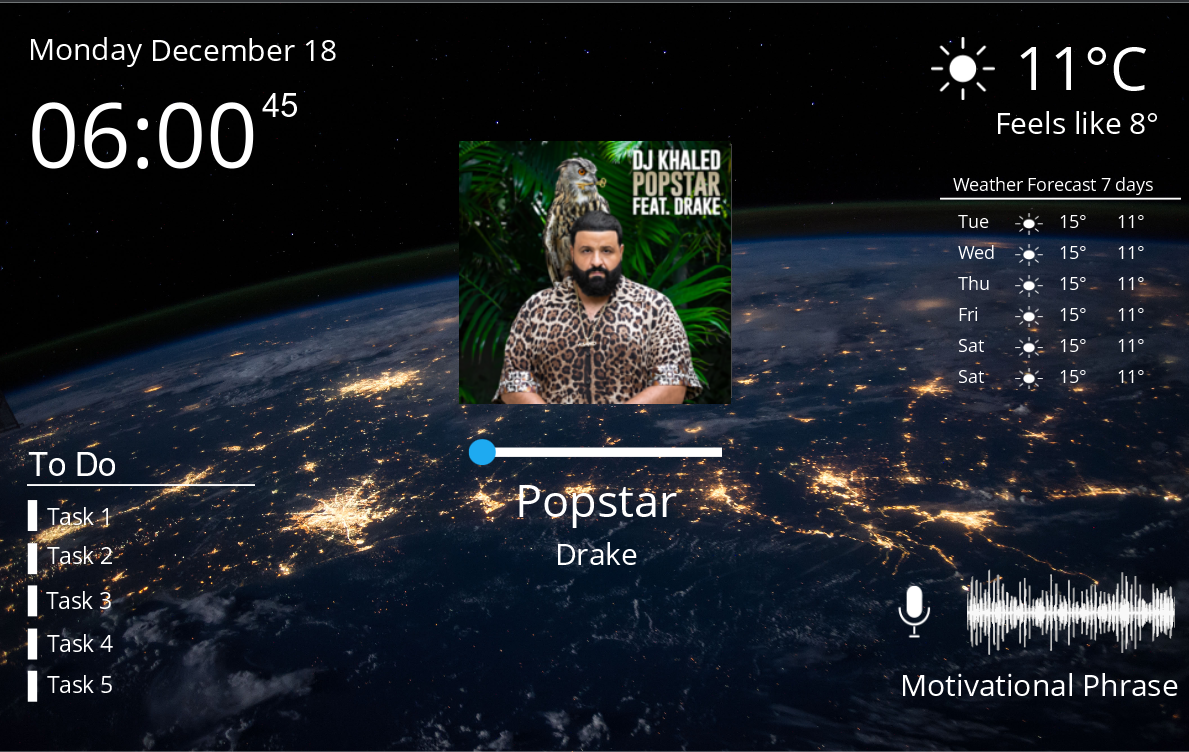 Monday December 18
06:00 45
11°C
Feels like 8°
DJ KHALED
POPSTAR
FEAT. DRAKE
Weather Forecast 7 days
Tue 15° 11°
Wed 15° 11°
Thu 15° 11°
Fri 15° 11°
Sat 15° 11°
Sat 15° 11°
To Do
Task 1
Task 2
Task 3
Task 4
Task 5
Popstar
Drake
Motivational Phrase